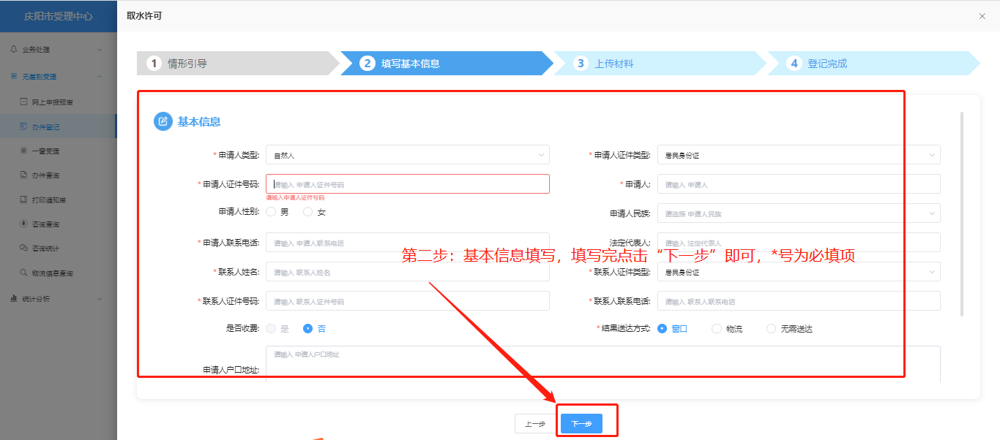 庆阳市受理中心
取水许可
业务处理
无差别受理
网上申报预审
办件登记
一窗受理
办件查询
打印通知单
咨询查询
咨询统计
物流信息查询
统计分析
1 情形引导
2 填写基本信息
3 上传材料
4 登记完成
基本信息
*申请人类型: 自然人
*申请人证件类型: 居民身份证
*申请人证件号码: 请输入 申请人证件号码
请输入申请人证件号码
*申请人: 请输入 申请人
申请人性别: 男 女
申请人民族: 请选择 申请人民族
*申请人联系电话: 请输入 申请人联系电话
法定代表人: 请输入 法定代表人
第二步：基本信息填写，填写完点击“下一步”即可，*号为必填项
*联系人姓名: 请输入 联系人姓名
*联系人证件类型: 居民身份证
*联系人证件号码: 请输入 联系人证件号码
*联系人联系电话: 请输入 联系人联系电话
是否收费: 是 否
*结果送达方式: 窗口 物流 无需送达
申请人户口地址: 请输入 申请人户口地址
上一步
下一步